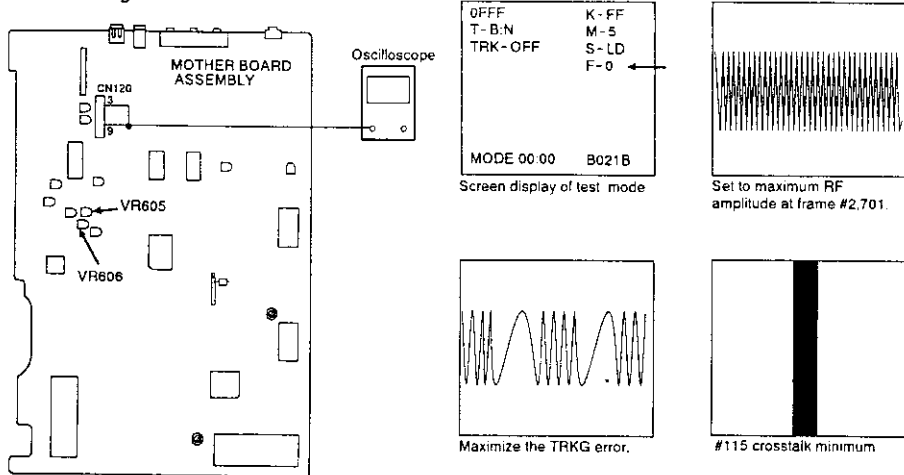 MOTHER BOARD
ASSEMBLY
Oscilloscope
CN120
3
9
VR605
VR606
0FFF K-FF
T-B:N M-5
TRK-OFF S-LD
F-0
MODE 00:00 B021B
Screen display of test mode
Set to maximum RF
amplitude at frame #2,701.
Maximize the TRKG error.
#115 crosstalk minimum